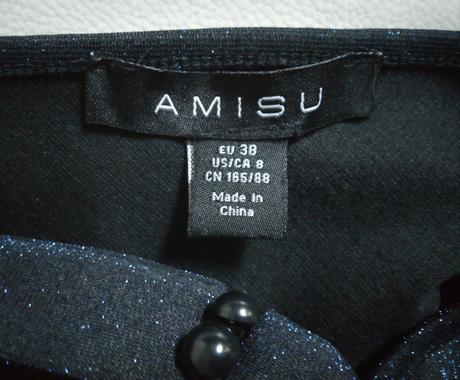 AMISU
EU 38
US/CA 8
CN 165/88
Made in
China